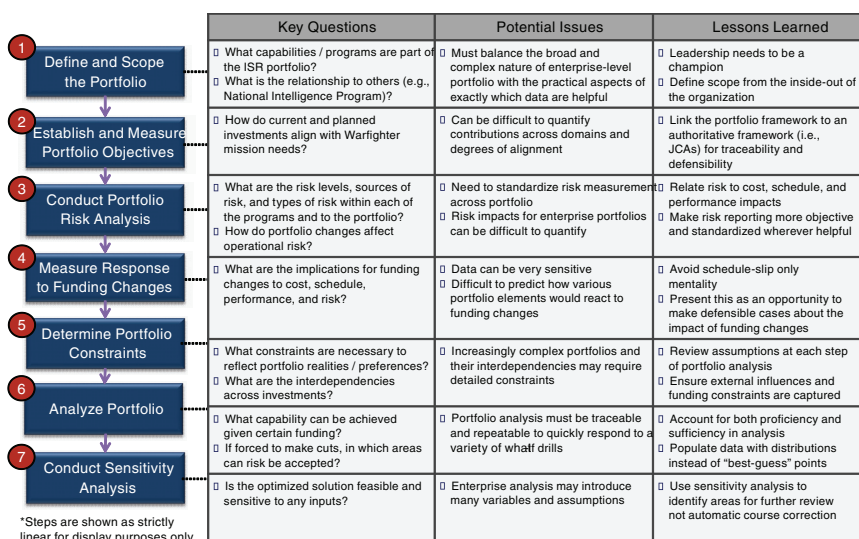 Key Questions
Potential Issues
Lessons Learned
1
Define and Scope
the Portfolio
▯ What capabilities / programs are part of
the ISR portfolio?
▯ What is the relationship to others (e.g.,
National Intelligence Program)?
▯ Must balance the broad and
complex nature of enterprise-level
portfolio with the practical aspects of
exactly which data are helpful
▯ Leadership needs to be a
champion
▯ Define scope from the inside-out of
the organization
2
Establish and Measure
Portfolio Objectives
▯ How do current and planned
investments align with Warfighter
mission needs?
▯ Can be difficult to quantify
contributions across domains and
degrees of alignment
▯ Link the portfolio framework to an
authoritative framework (i.e.,
JCAs) for traceability and
defensibility
3
Conduct Portfolio
Risk Analysis
▯ What are the risk levels, sources of
risk, and types of risk within each of
the programs and to the portfolio?
▯ How do portfolio changes affect
operational risk?
▯ Need to standardize risk measurement
across portfolio
▯ Risk impacts for enterprise portfolios
can be difficult to quantify
▯ Relate risk to cost, schedule, and
performance impacts
▯ Make risk reporting more objective
and standardized wherever helpful
4
Measure Response
to Funding Changes
▯ What are the implications for funding
changes to cost, schedule,
performance, and risk?
▯ Data can be very sensitive
▯ Difficult to predict how various
portfolio elements would react to
funding changes
▯ Avoid schedule-slip only
mentality
▯ Present this as an opportunity to
make defensible cases about the
impact of funding changes
5
Determine Portfolio
Constraints
▯ What constraints are necessary to
reflect portfolio realities / preferences?
▯ What are the interdependencies
across investments?
▯ Increasingly complex portfolios and
their interdependencies may require
detailed constraints
▯ Review assumptions at each step
of portfolio analysis
▯ Ensure external influences and
funding constraints are captured
6
Analyze Portfolio
▯ What capability can be achieved
given certain funding?
▯ If forced to make cuts, in which areas
can risk be accepted?
▯ Portfolio analysis must be traceable
and repeatable to quickly respond to a
variety of what-if drills
▯ Account for both proficiency and
sufficiency in analysis
▯ Populate data with distributions
instead of “best-guess” points
7
Conduct Sensitivity
Analysis
▯ Is the optimized solution feasible and
sensitive to any inputs?
▯ Enterprise analysis may introduce
many variables and assumptions
▯ Use sensitivity analysis to
identify areas for further review
not automatic course correction
*Steps are shown as strictly
linear for display purposes only